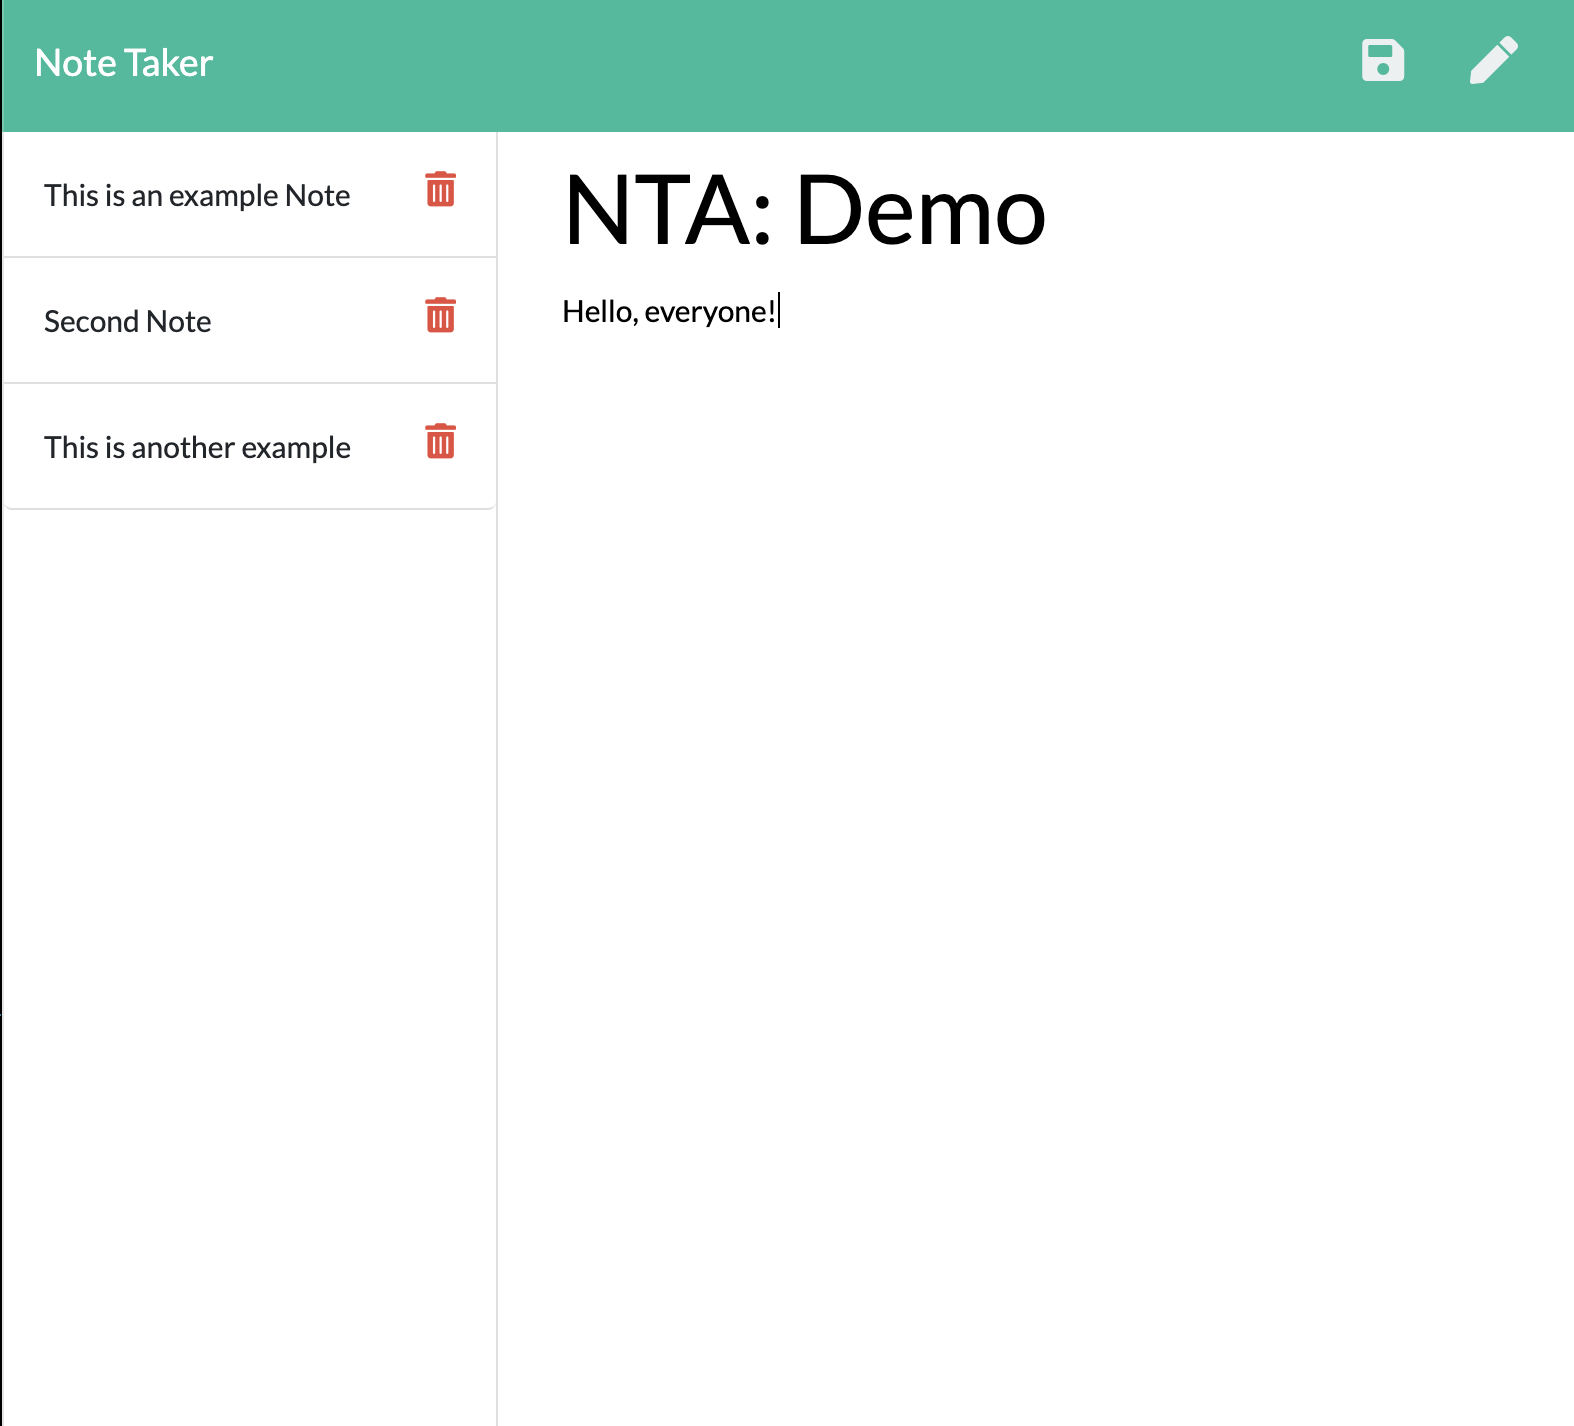 Note Taker
This is an example Note
Second Note
This is another example
NTA: Demo
Hello, everyone!